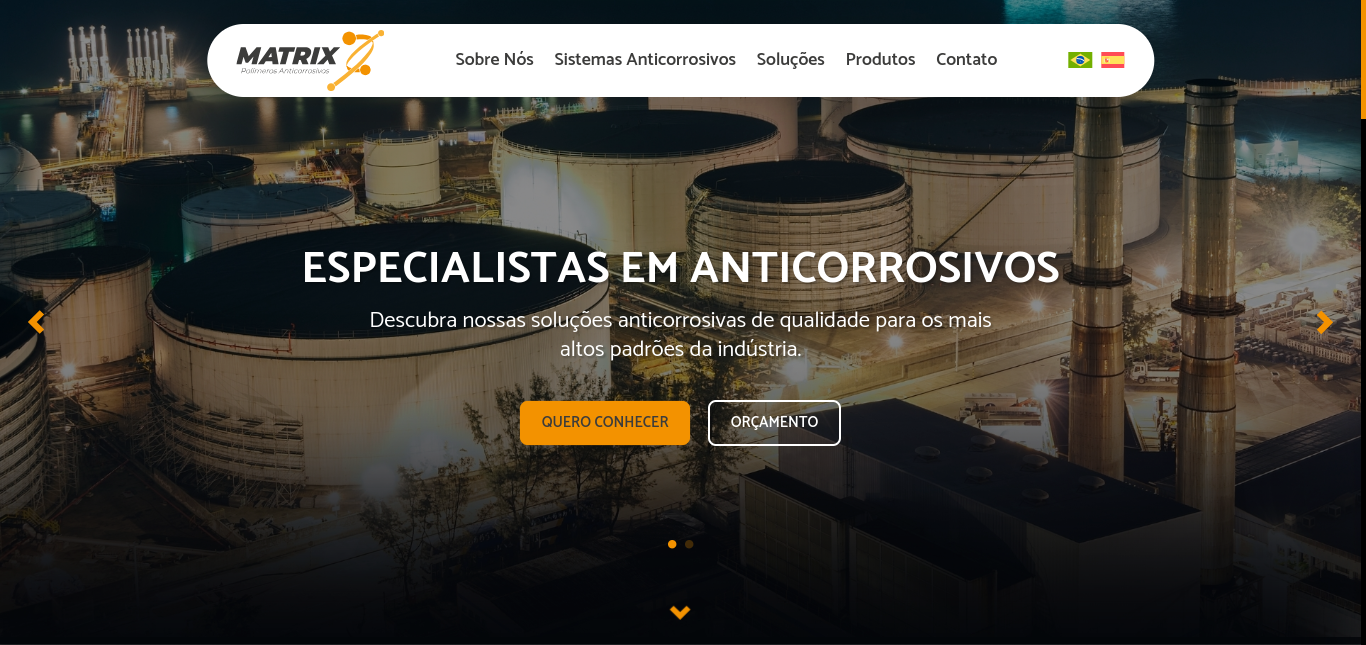 MATRIX
Polímeros Anticorrosivos
Sobre Nós
Sistemas Anticorrosivos
Soluções
Produtos
Contato
ESPECIALISTAS EM ANTICORROSIVOS
Descubra nossas soluções anticorrosivas de qualidade para os mais
altos padrões da indústria.
QUERO CONHECER
ORÇAMENTO